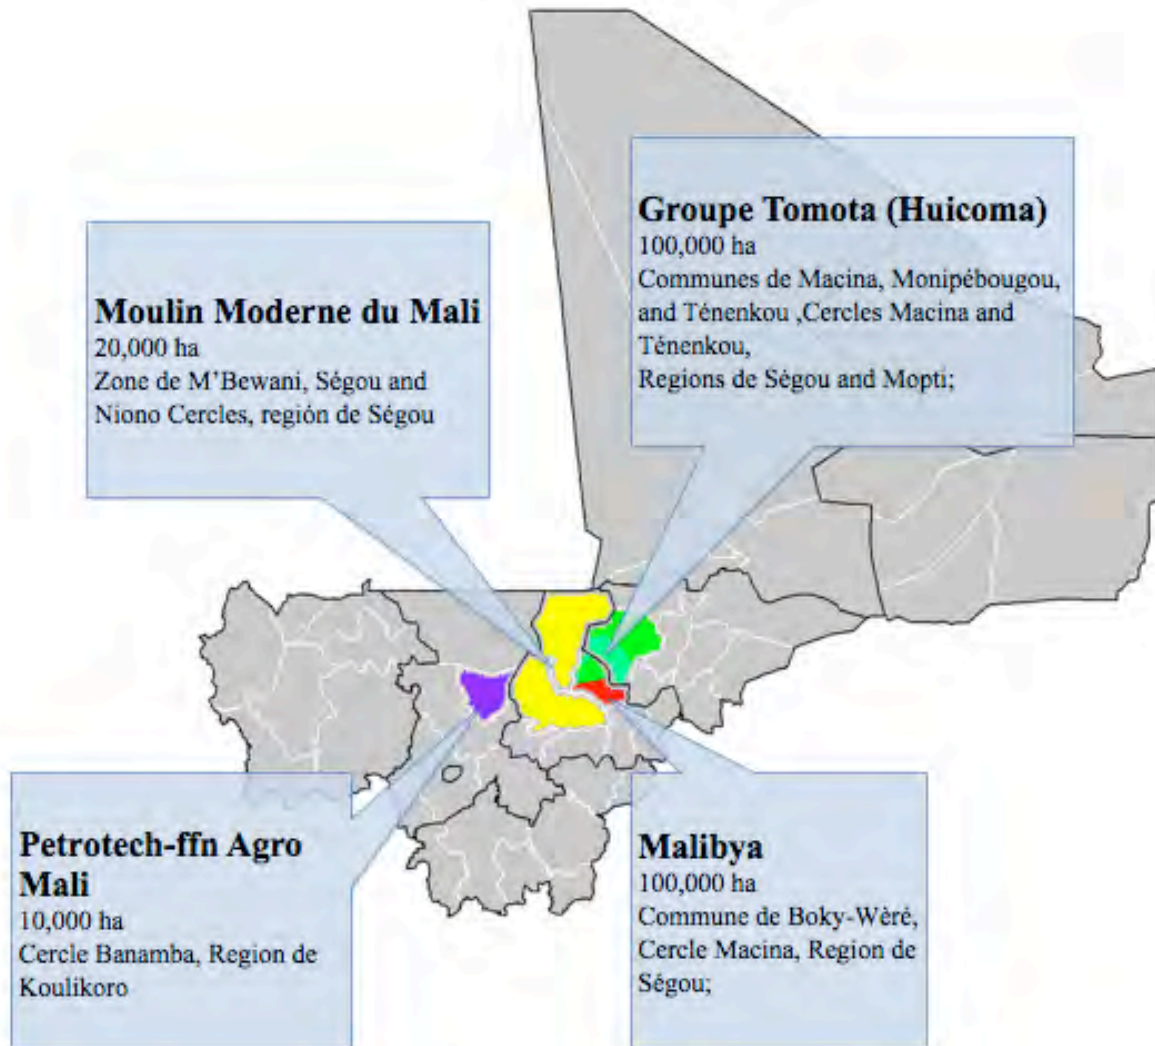 Groupe Tomota (Huicoma)
100,000 ha
Communes de Macina, Monipébougou,
and Ténenkou ,Cercles Macina and
Ténenkou,
Regions de Ségou and Mopti;
Moulin Moderne du Mali
20,000 ha
Zone de M’Bewani, Ségou and
Niono Cercles, región de Ségou
Petrotech-ffn Agro
Mali
10,000 ha
Cercle Banamba, Region de
Koulikoro
Malibya
100,000 ha
Commune de Boky-Wèré,
Cercle Macina, Region de
Ségou;